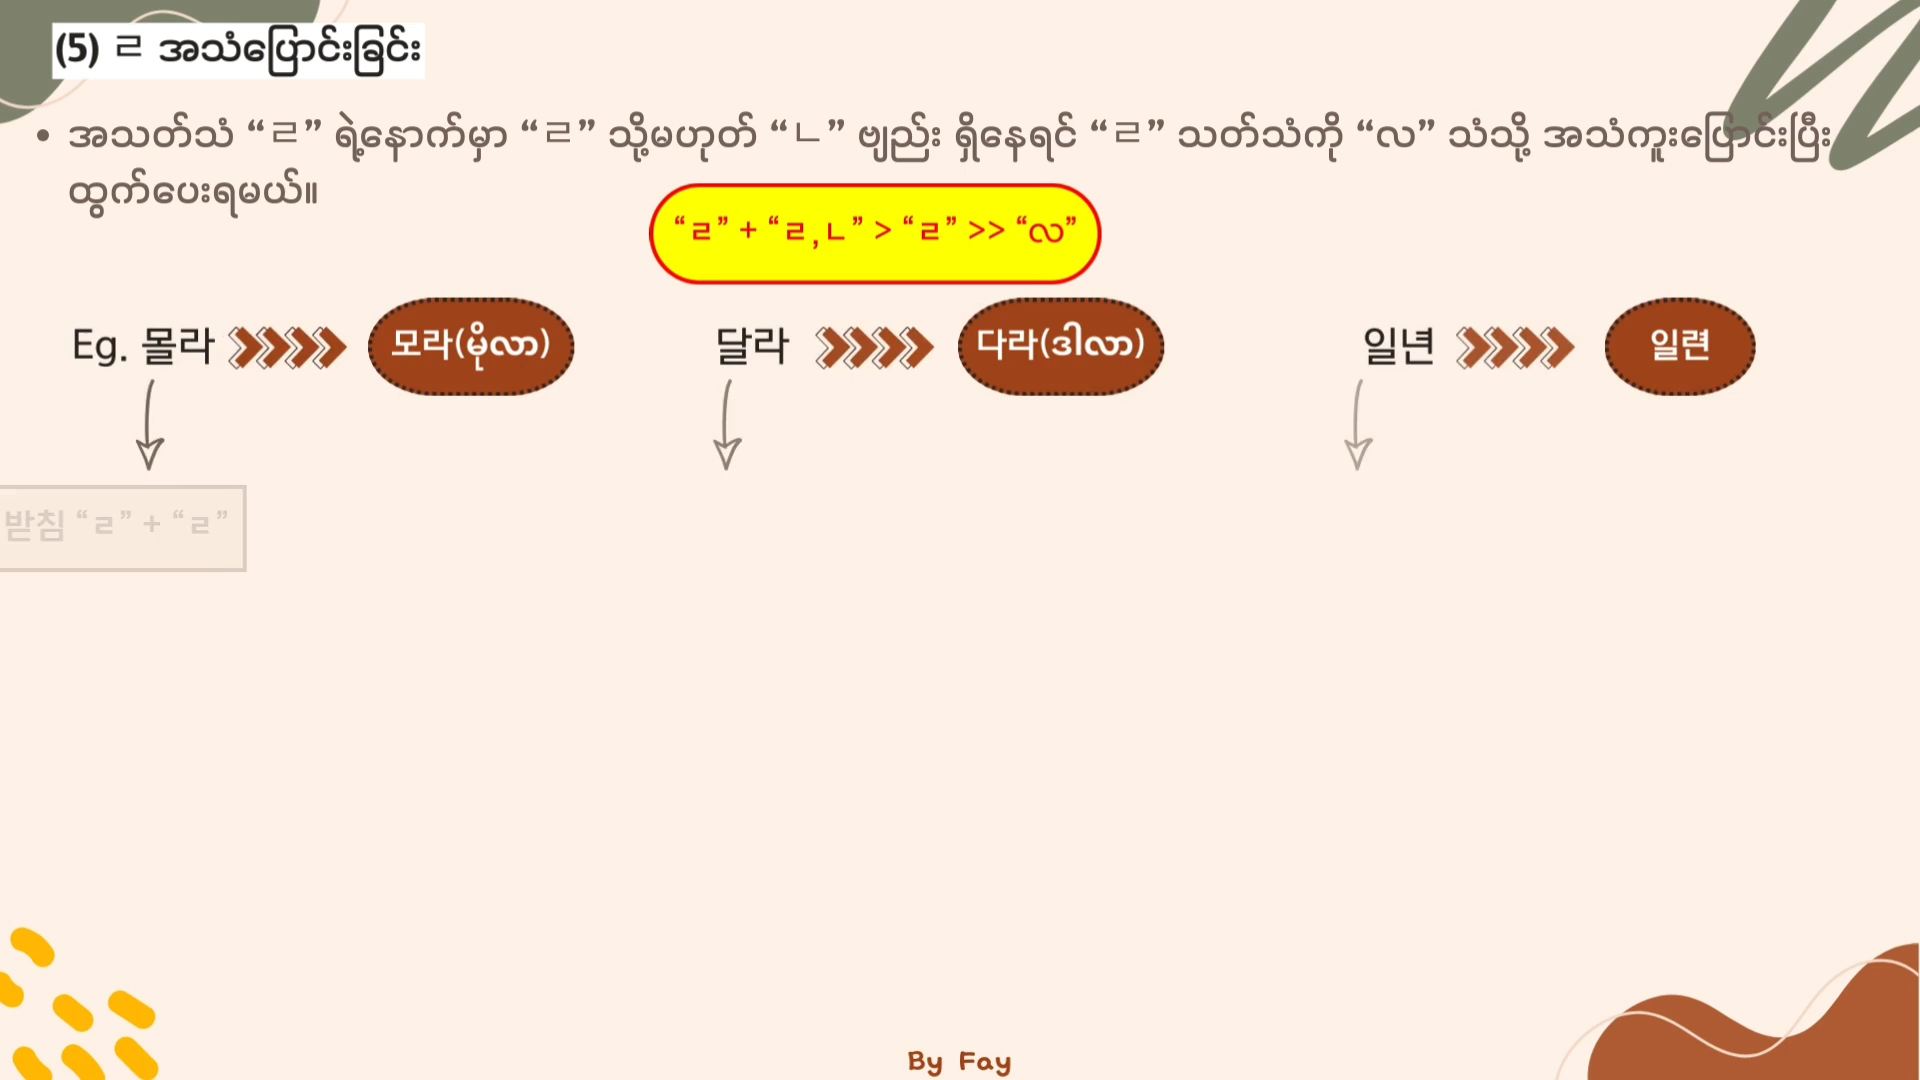 (5) ㄹ အသံပြောင်းခြင်း
• အသတ်သံ “ㄹ” ရဲ့နောက်မှာ “ㄹ” သို့မဟုတ် “ㄴ” ဗျည်း ရှိနေရင် “ㄹ” သတ်သံကို “လ” သံသို့ အသံကူးပြောင်းပြီး
ထွက်ပေးရမယ်။
“ㄹ” + “ㄹ,ㄴ” > “ㄹ” >> “လ”
Eg. 몰라 모라(မိုလာ) 달라 다라(ဒါလာ) 일년 일련
받침 “ㄹ” + “ㄹ”
By Fay